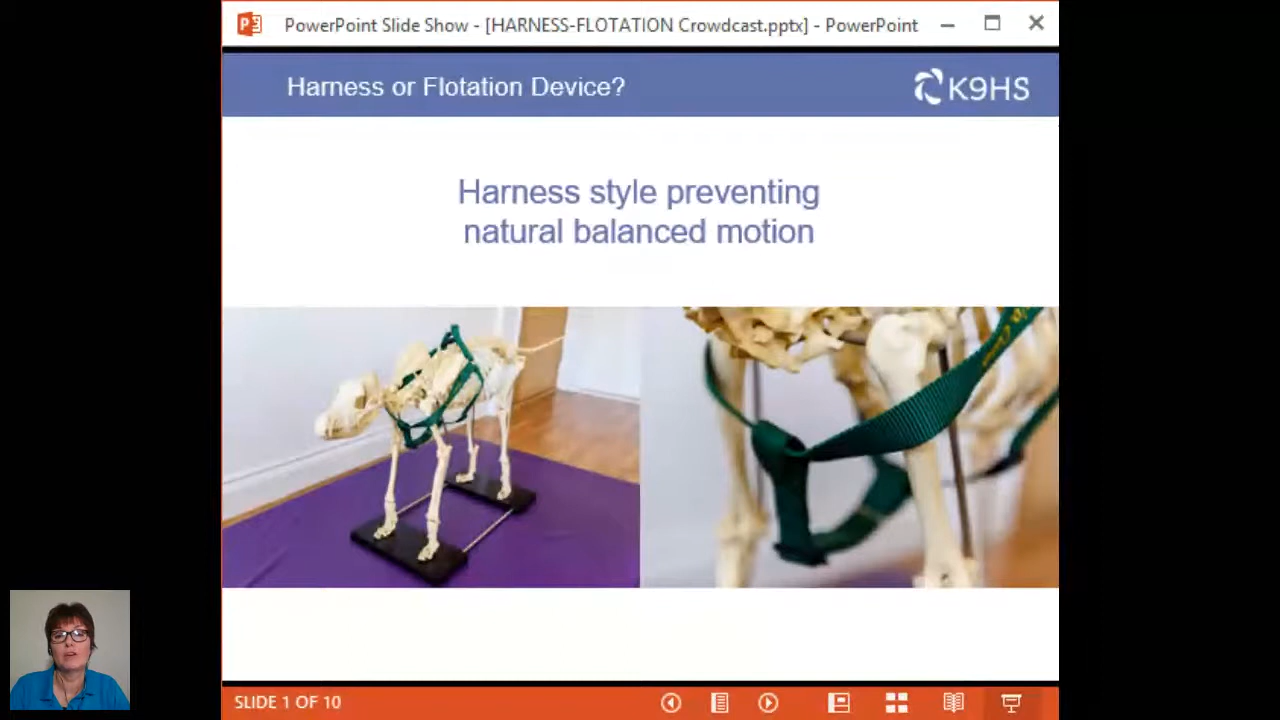 PowerPoint Slide Show - [HARNESS-FLOTATION Crowdcast.pptx] - PowerPoint
Harness or Flotation Device?
K9HS
Harness style preventing
natural balanced motion
SLIDE 1 OF 10